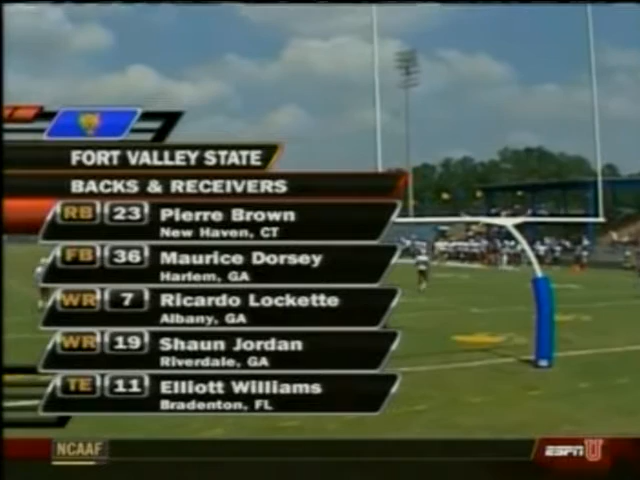 FORT VALLEY STATE
BACKS & RECEIVERS
RB 23 Pierre Brown
New Haven, CT
FB 36 Maurice Dorsey
Harlem, GA
WR 7 Ricardo Lockette
Albany, GA
WR 19 Shaun Jordan
Riverdale, GA
TE 11 Elliott Williams
Bradenton, FL
NCAAF
ESPN U